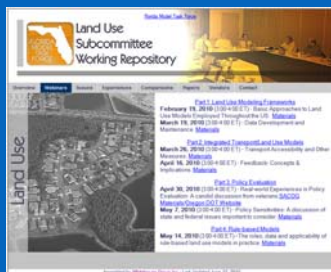 Florida Model Task Force
Land Use
Subcommittee
Working Repository
FLORIDA
MODEL
TASK
FORCE
Overview Webinars Issues Experiences Comparisons Papers Vendors Contact
Land Use
Part 1: Land Use Modeling Frameworks
February 19, 2010 (3:00-4:00 ET) - Basic Approaches to Land
Use Models Employed Throughout the US. Materials
March 19, 2010 (3:00-4:00 ET) - Data Development and
Maintenance. Materials
Part 2: Integrated Transport/Land Use Models
March 26, 2010 (3:00-4:00 ET) - Transport Accessibility and Other
Measures. Materials
April 16, 2010 (3:00-4:00 ET) - Feedback- Concepts &
Implications. Materials
Part 3: Policy Evaluation
April 30, 2010 (3:00-4:00 ET) - Real-world Experiences in Policy
Evaluation- A candid discussion from veterans SACOG
Materials/Oregon DOT Website
May 7, 2010 (3:00-4:00 ET) - Policy Sensitivities- A discussion of
state and federal issues important to consider. Materials
Part 4: Rule-based Models
May 14, 2010 (3:00-4:00 ET) - The roles, data and applicability of
rule-based land use models in practice. Materials